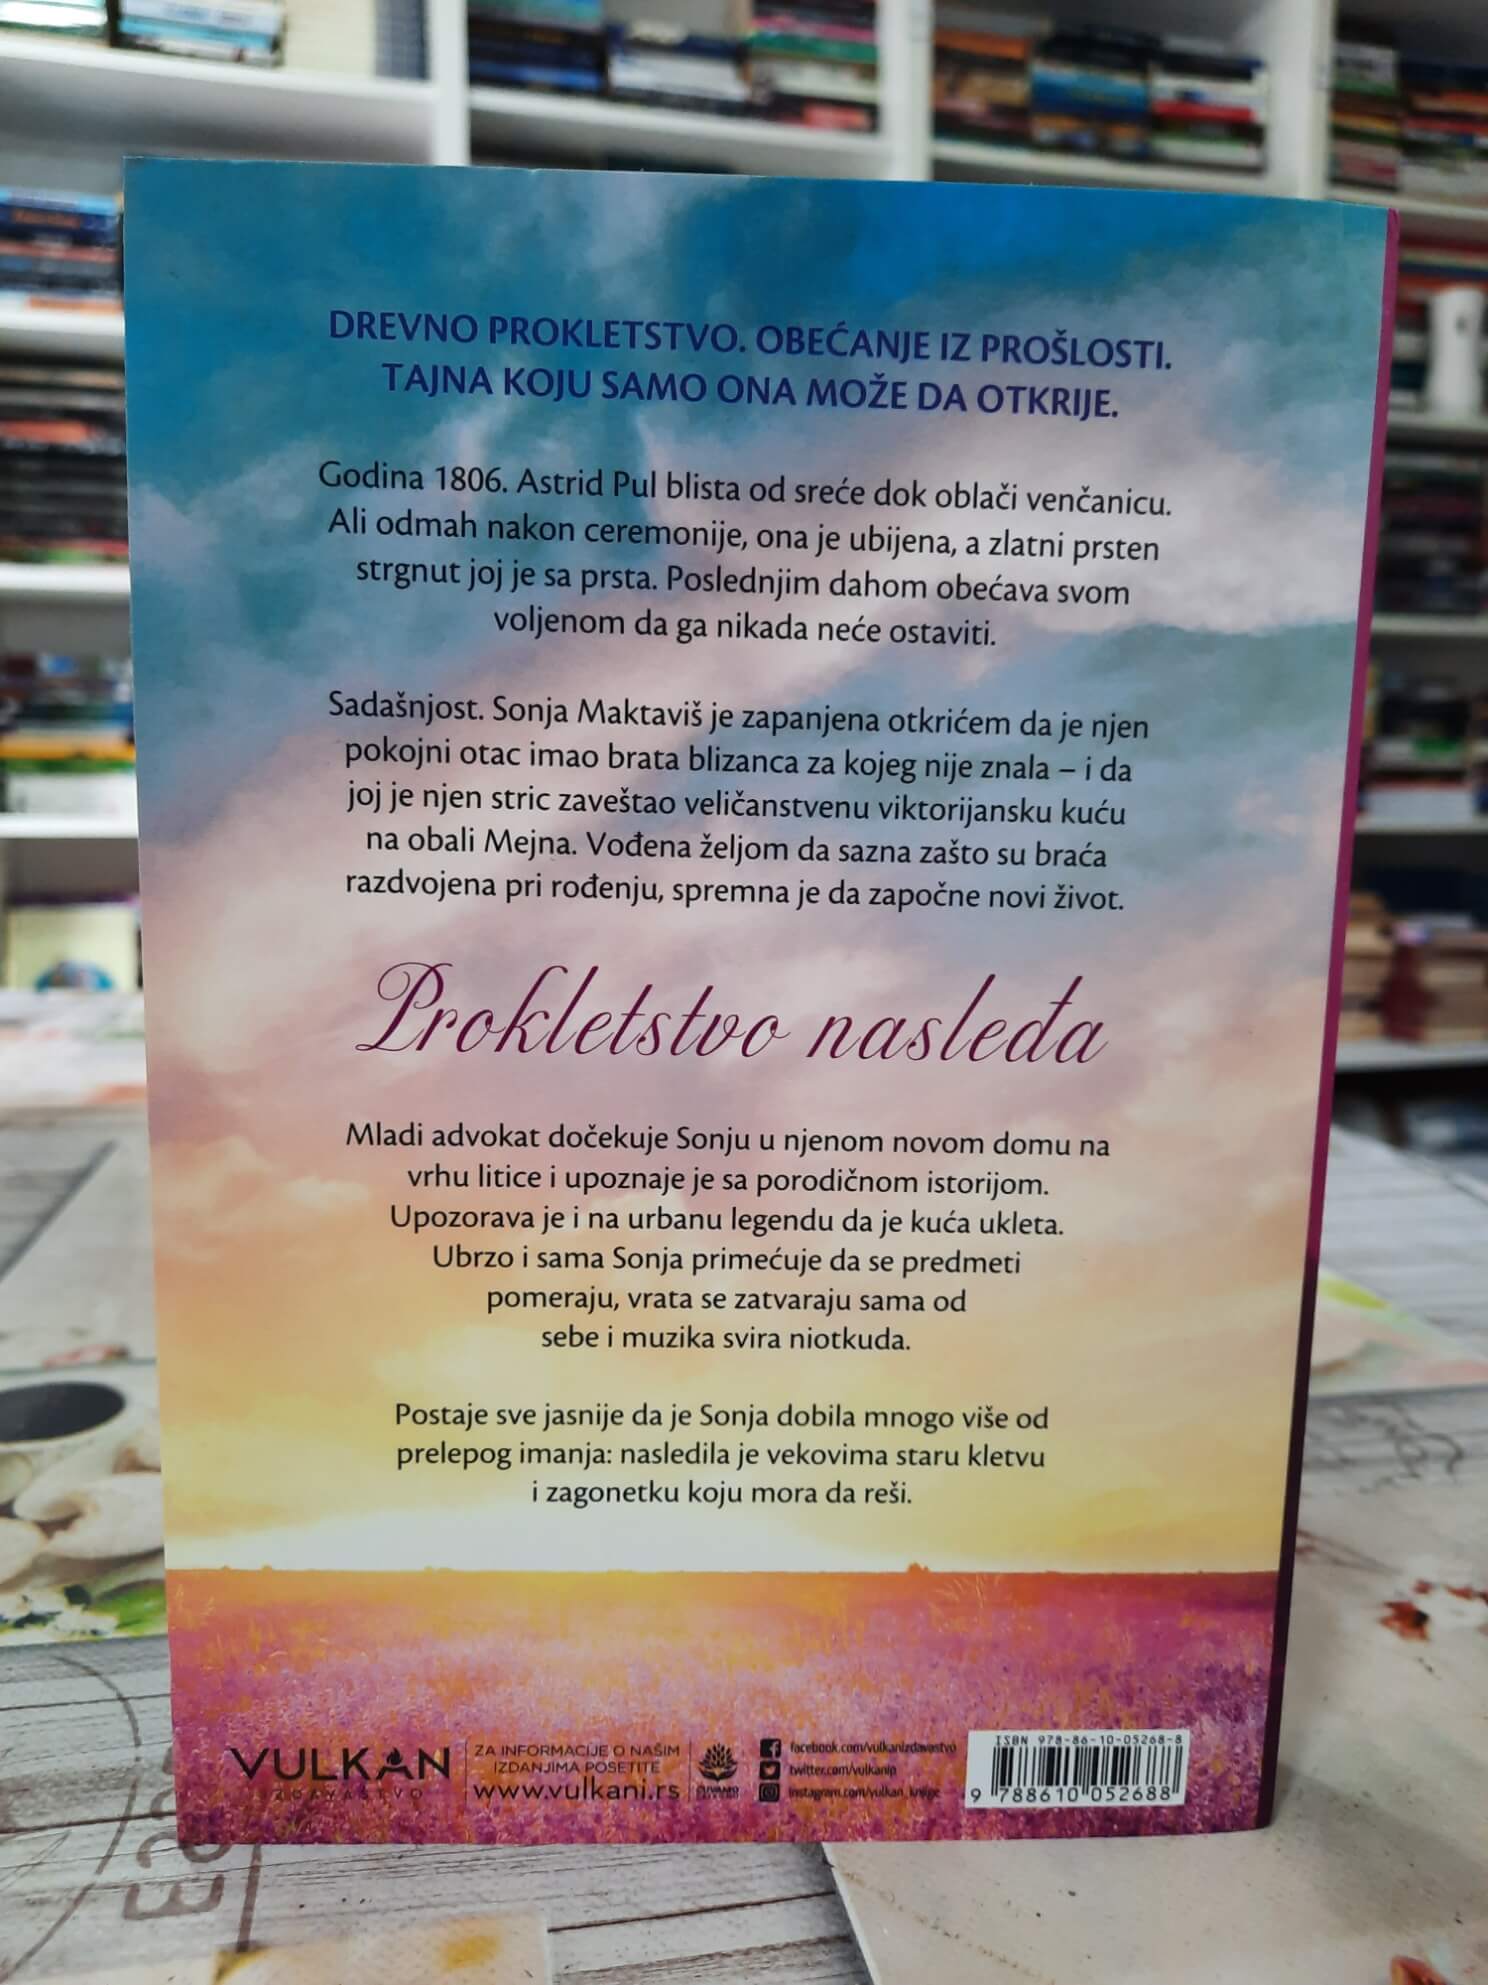 DREVNO PROKLETSTVO. OBEĆANJE IZ PROŠLOSTI.
TAJNA KOJU SAMO ONA MOŽE DA OTKRIJE.
Godina 1806. Astrid Pul blista od sreće dok oblači venčanicu.
Ali odmah nakon ceremonije, ona je ubijena, a zlatni prsten
strgnut joj je sa prsta. Poslednjim dahom obećava svom
voljenom da ga nikada neće ostaviti.
Sadašnjost. Sonja Maktaviš je zapanjena otkrićem da je njen
pokojni otac imao brata blizanca za kojeg nije znala – i da
joj je njen stric zaveštao veličanstvenu viktorijansku kuću
na obali Mejna. Vođena željom da sazna zašto su braća
razdvojena pri rođenju, spremna je da započne novi život.
Prokletstvo nasleđa
Mladi advokat dočekuje Sonju u njenom novom domu na
vrhu litice i upoznaje je sa porodičnom istorijom.
Upozorava je i na urbanu legendu da je kuća ukleta.
Ubrzo i sama Sonja primećuje da se predmeti
pomeraju, vrata se zatvaraju sama od
sebe i muzika svira niotkuda.
Postaje sve jasnije da je Sonja dobila mnogo više od
prelepog imanja: nasledila je vekovima staru kletvu
i zagonetku koju mora da reši.
VULKAN
IZDAVAŠTVO
ZA INFORMACIJE O NAŠIM
IZDANJIMA POSETITE
www.vulkani.rs
facebook.com/vulkanizdavastvo
twitter.com/vulkanip
instagram.com/vulkan_knjige
ISBN 978-86-10-05268-8
9 788610 052688